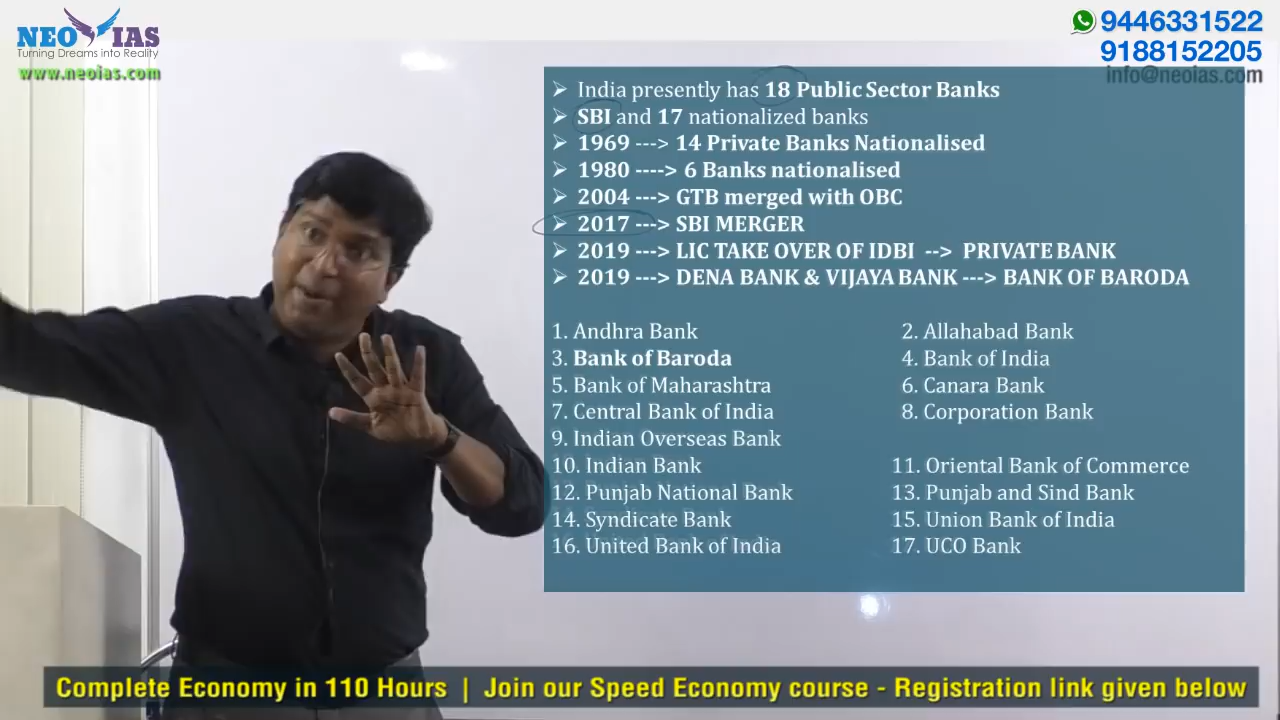 NEO IAS
Turning Dreams into Reality
www.neoias.com
9446331522
9188152205
info@neoias.com
➢ India presently has 18 Public Sector Banks
➢ SBI and 17 nationalized banks
➢ 1969 ---> 14 Private Banks Nationalised
➢ 1980 ----> 6 Banks nationalised
➢ 2004 ---> GTB merged with OBC
➢ 2017 ---> SBI MERGER
➢ 2019 ---> LIC TAKE OVER OF IDBI --> PRIVATE BANK
➢ 2019 ---> DENA BANK & VIJAYA BANK ---> BANK OF BARODA
1. Andhra Bank 2. Allahabad Bank
3. Bank of Baroda 4. Bank of India
5. Bank of Maharashtra 6. Canara Bank
7. Central Bank of India 8. Corporation Bank
9. Indian Overseas Bank
10. Indian Bank 11. Oriental Bank of Commerce
12. Punjab National Bank 13. Punjab and Sind Bank
14. Syndicate Bank 15. Union Bank of India
16. United Bank of India 17. UCO Bank
Complete Economy in 110 Hours | Join our Speed Economy course - Registration link given below